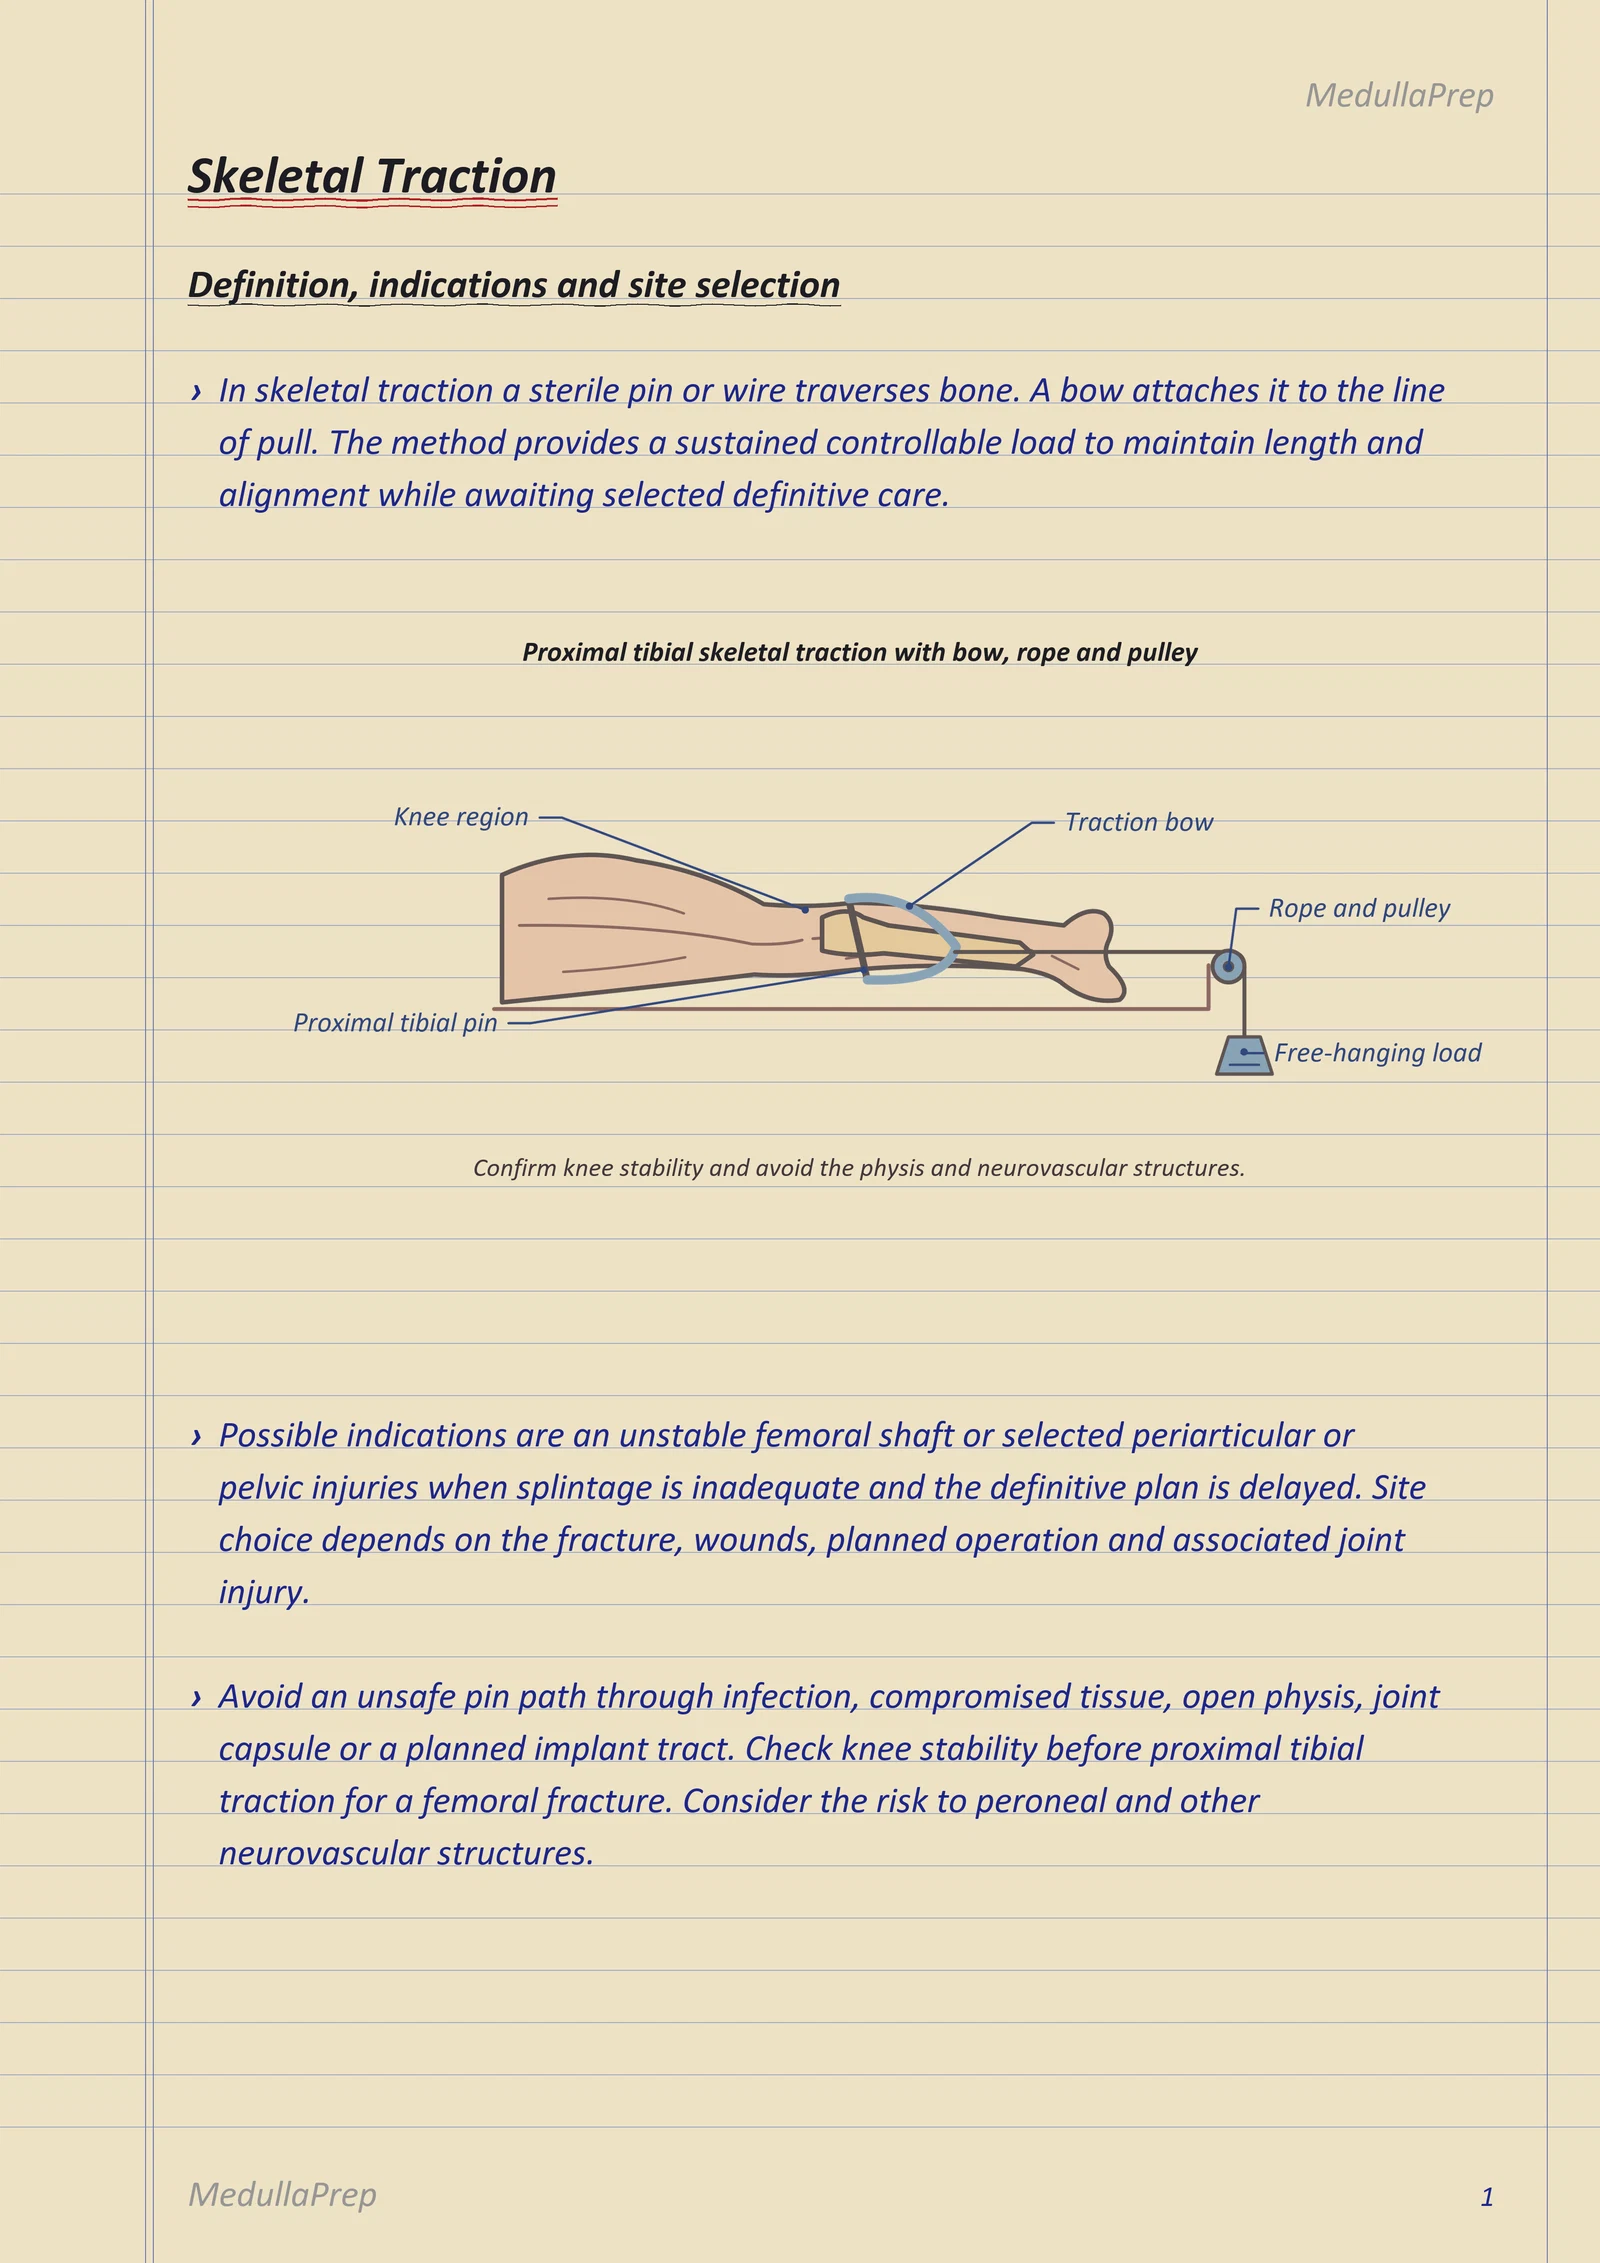 MedullaPrep
Skeletal Traction
Definition, indications and site selection
› In skeletal traction a sterile pin or wire traverses bone. A bow attaches it to the line
of pull. The method provides a sustained controllable load to maintain length and
alignment while awaiting selected definitive care.
Proximal tibial skeletal traction with bow, rope and pulley
Knee region
Traction bow
Rope and pulley
Proximal tibial pin
Free-hanging load
Confirm knee stability and avoid the physis and neurovascular structures.
› Possible indications are an unstable femoral shaft or selected periarticular or
pelvic injuries when splintage is inadequate and the definitive plan is delayed. Site
choice depends on the fracture, wounds, planned operation and associated joint
injury.
› Avoid an unsafe pin path through infection, compromised tissue, open physis, joint
capsule or a planned implant tract. Check knee stability before proximal tibial
traction for a femoral fracture. Consider the risk to peroneal and other
neurovascular structures.
MedullaPrep
1